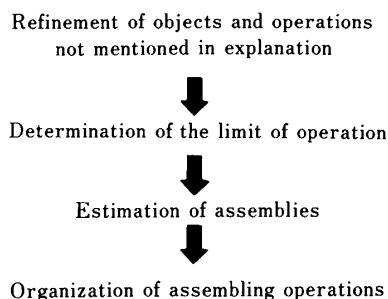 Refinement of objects and operations
not mentioned in explanation
Determination of the limit of operation
Estimation of assemblies
Organization of assembling operations